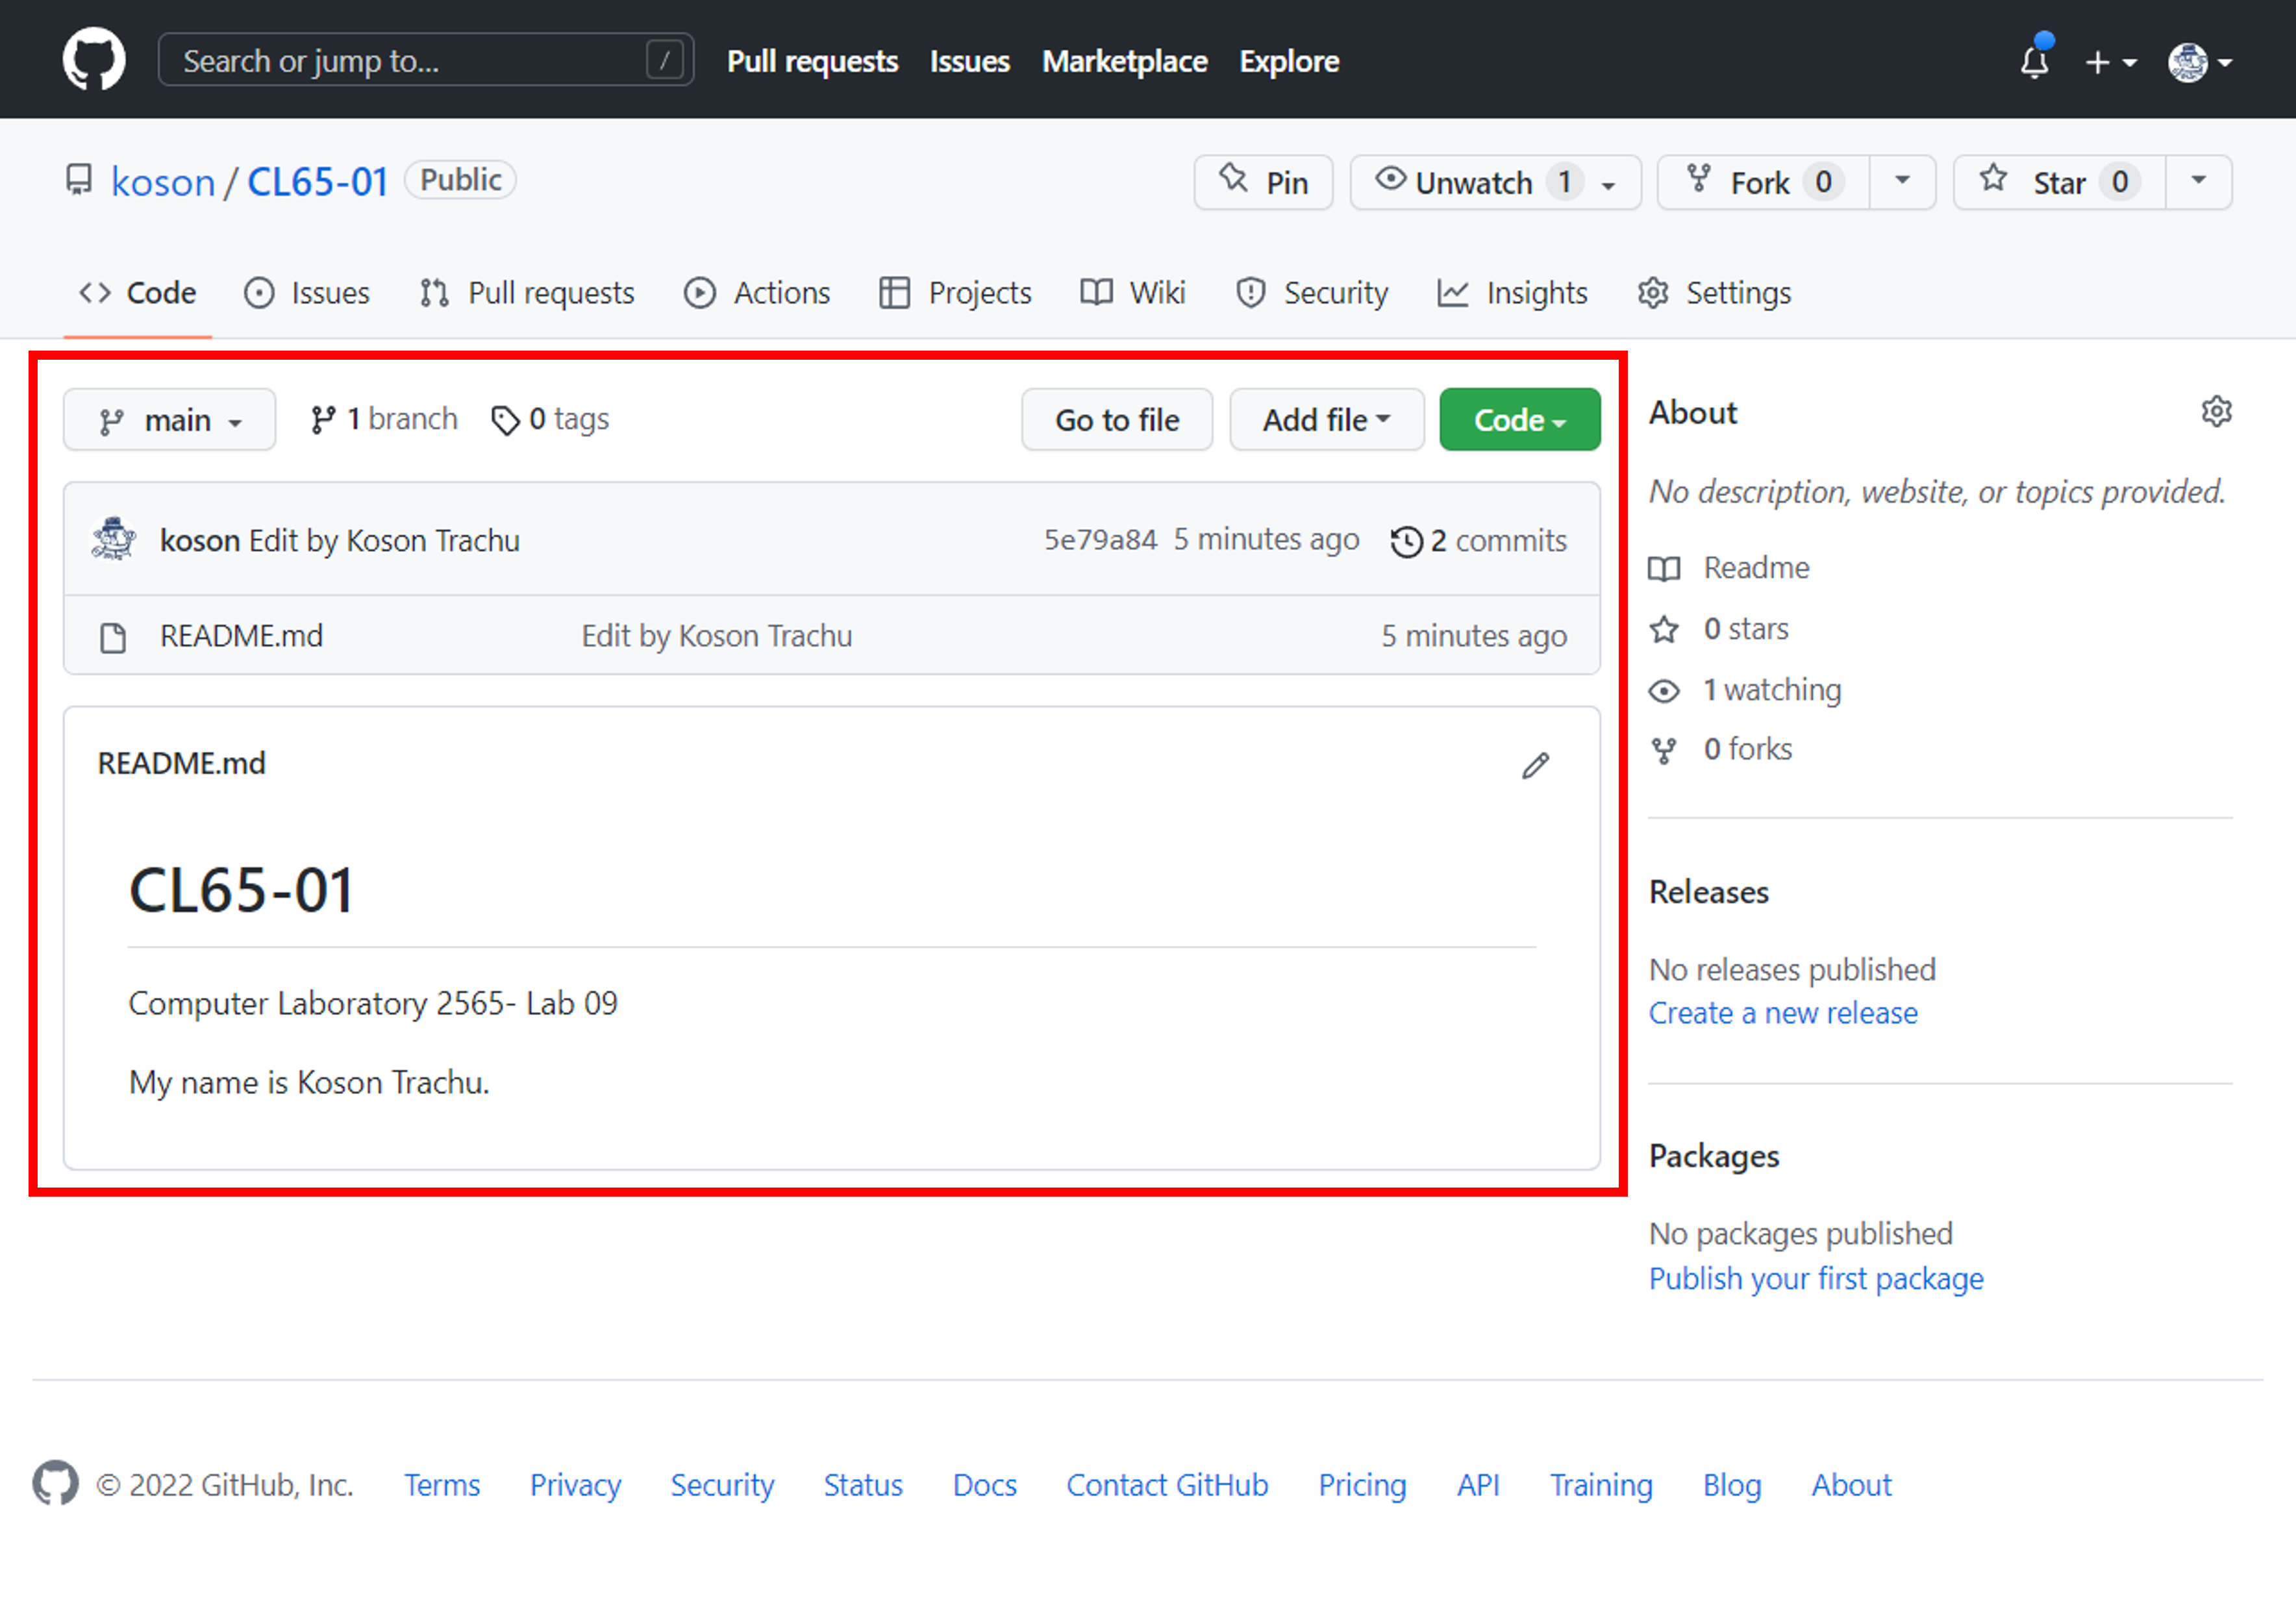 Search or jump to... / Pull requests Issues Marketplace Explore
koson / CL65-01 Public Pin Unwatch 1 Fork 0 Star 0
Code Issues Pull requests Actions Projects Wiki Security Insights Settings
main 1 branch 0 tags Go to file Add file Code
koson Edit by Koson Trachu 5e79a84 5 minutes ago 2 commits
README.md Edit by Koson Trachu 5 minutes ago
README.md
CL65-01
Computer Laboratory 2565- Lab 09
My name is Koson Trachu.
About
No description, website, or topics provided.
Readme
0 stars
1 watching
0 forks
Releases
No releases published
Create a new release
Packages
No packages published
Publish your first package
© 2022 GitHub, Inc. Terms Privacy Security Status Docs Contact GitHub Pricing API Training Blog About